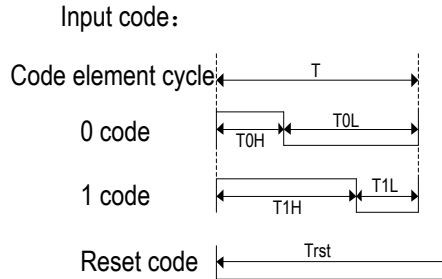 Input code：
Code element cycle T
0 code T0H T0L
1 code T1H T1L
Reset code Trst